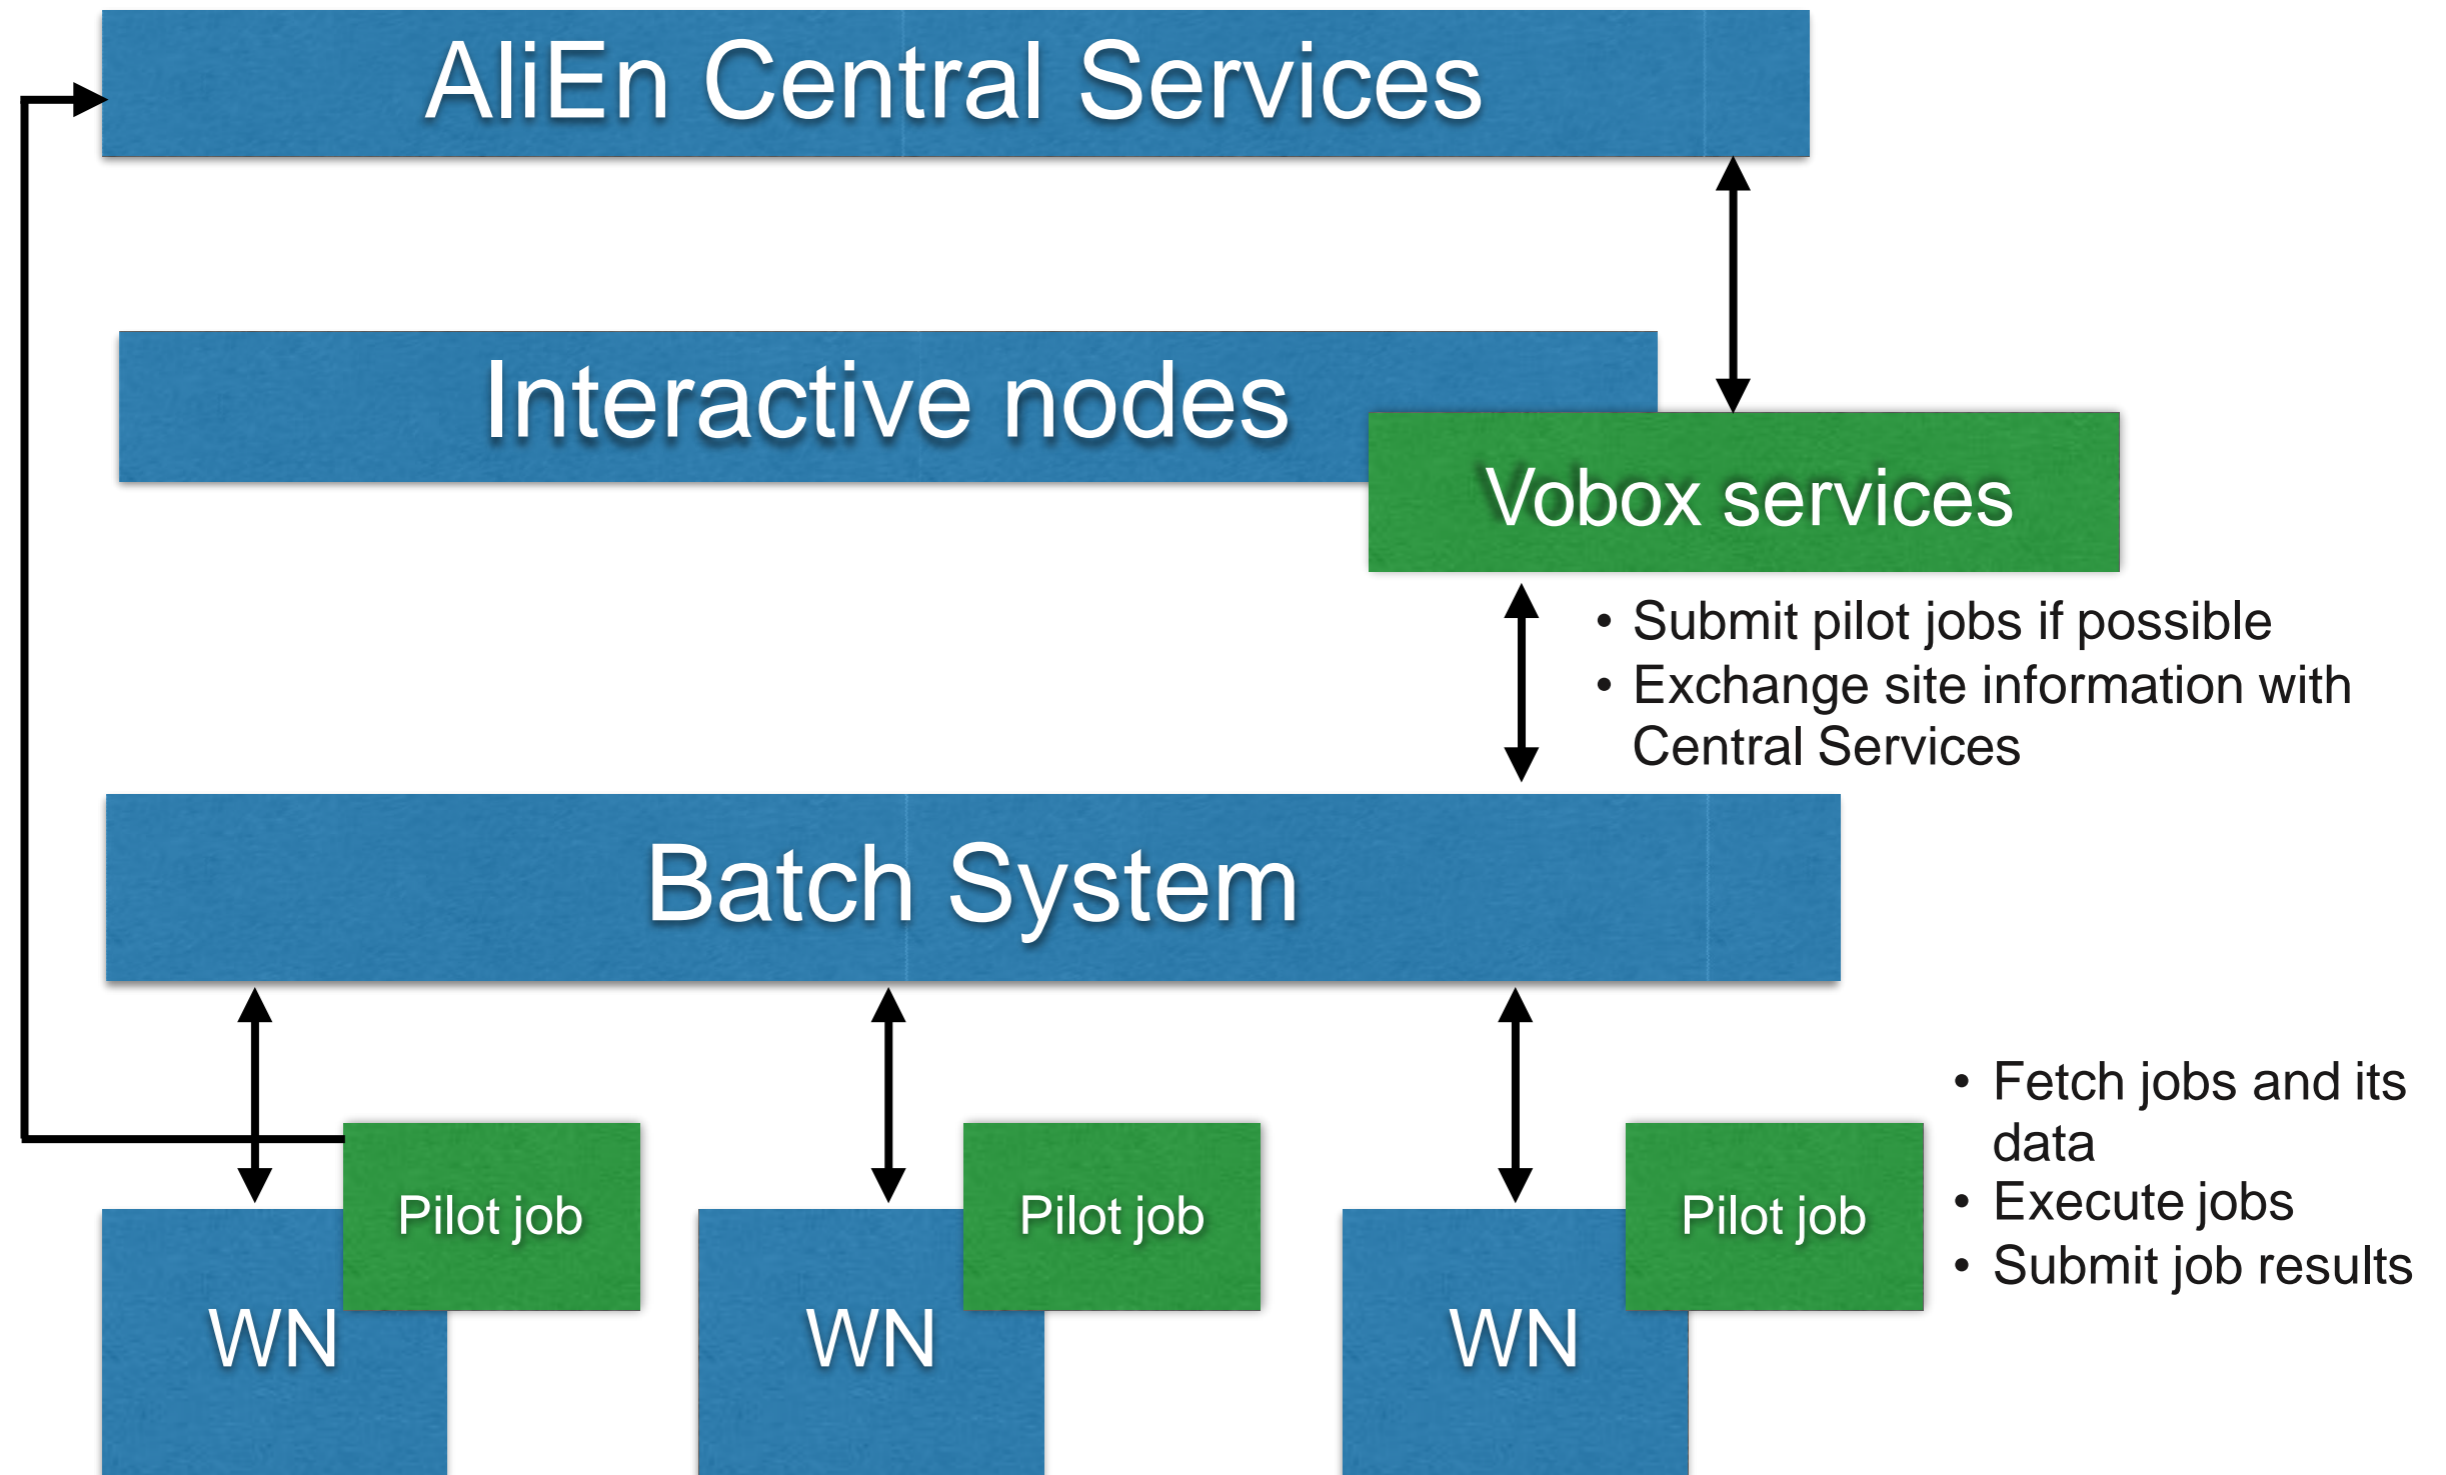 AliEn Central Services
Interactive nodes
Vobox services
• Submit pilot jobs if possible
• Exchange site information with
Central Services
Batch System
• Fetch jobs and its
data
• Execute jobs
• Submit job results
Pilot job
Pilot job
Pilot job
WN
WN
WN